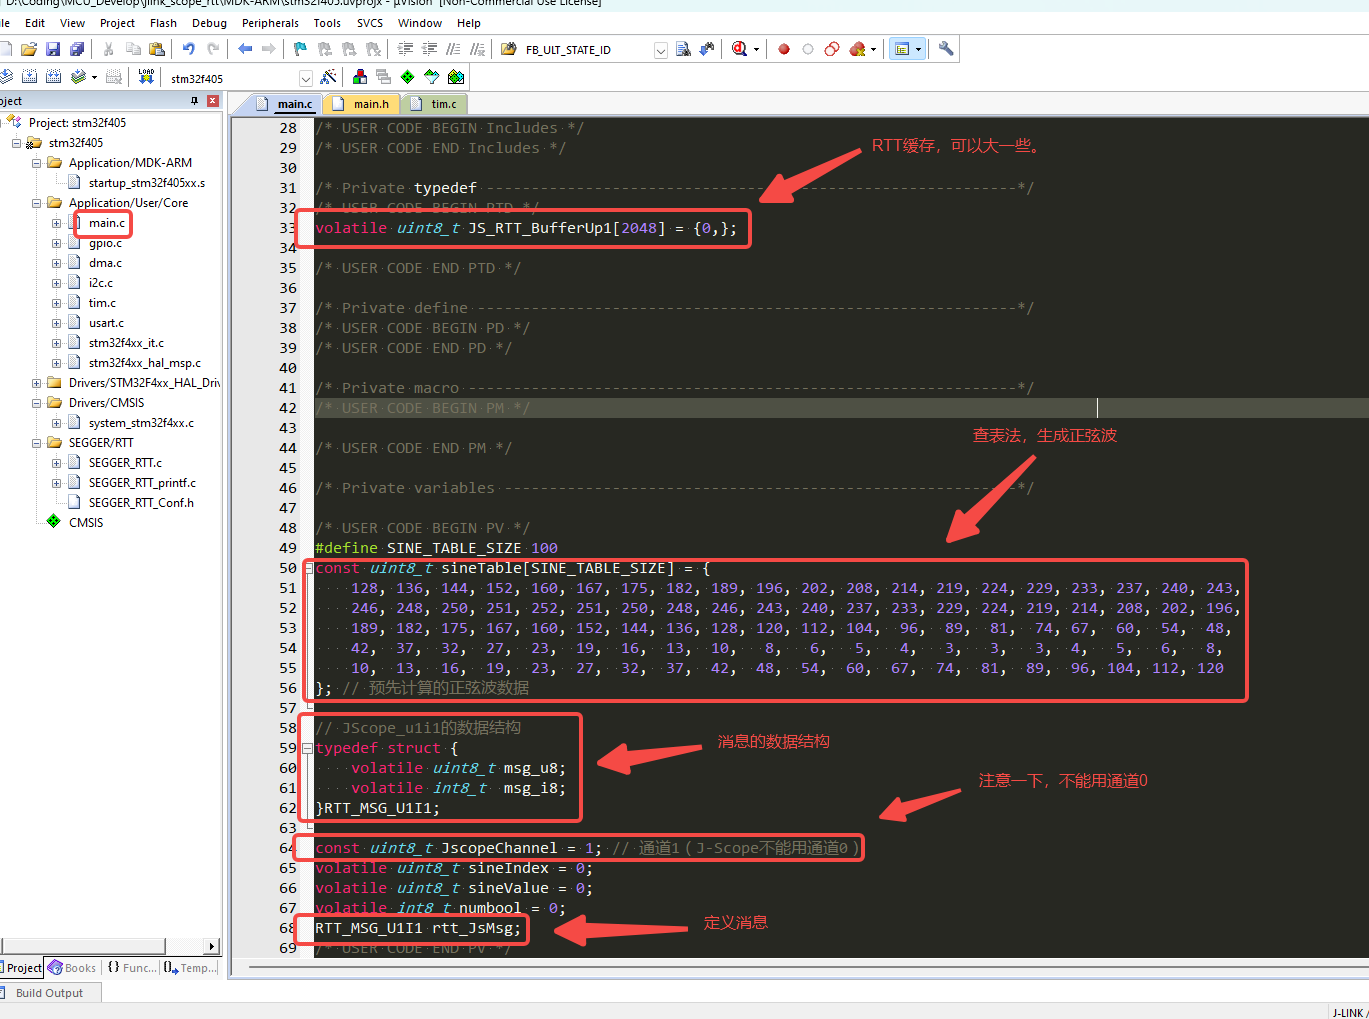 D:\Coding\MCU_Develop\jlink_scope_rtt\MDK-ARM\stm32f405.uvprojx - µVision [Non-Commercial Use License]
Edit View Project Flash Debug Peripherals Tools SVCS Window Help
FB_ULT_STATE_ID
LOAD
stm32f405
main.c main.h tim.c
Project: stm32f405
stm32f405
Application/MDK-ARM
startup_stm32f405xx.s
Application/User/Core
main.c
gpio.c
dma.c
i2c.c
tim.c
usart.c
stm32f4xx_it.c
stm32f4xx_hal_msp.c
Drivers/STM32F4xx_HAL_Driv
Drivers/CMSIS
system_stm32f4xx.c
SEGGER/RTT
SEGGER_RTT.c
SEGGER_RTT_printf.c
SEGGER_RTT_Conf.h
CMSIS
Project Books {} Func... Temp...
Build Output
28 /* USER CODE BEGIN Includes */
29 /* USER CODE END Includes */
RTT缓存，可以大一些。
30
31 /* Private typedef -----------------------------------------------------------*/
32 /* USER CODE BEGIN PTD */
33 volatile uint8_t JS_RTT_BufferUp1[2048] = {0,};
34
35 /* USER CODE END PTD */
36
37 /* Private define ------------------------------------------------------------*/
38 /* USER CODE BEGIN PD */
39 /* USER CODE END PD */
40
41 /* Private macro -------------------------------------------------------------*/
42 /* USER CODE BEGIN PM */
43
查表法，生成正弦波
44 /* USER CODE END PM */
45
46 /* Private variables ---------------------------------------------------------*/
47
48 /* USER CODE BEGIN PV */
49 #define SINE_TABLE_SIZE 100
50 const uint8_t sineTable[SINE_TABLE_SIZE] = {
51 128, 136, 144, 152, 160, 167, 175, 182, 189, 196, 202, 208, 214, 219, 224, 229, 233, 237, 240, 243,
52 246, 248, 250, 251, 252, 251, 250, 248, 246, 243, 240, 237, 233, 229, 224, 219, 214, 208, 202, 196,
53 189, 182, 175, 167, 160, 152, 144, 136, 128, 120, 112, 104, 96, 89, 81, 74, 67, 60, 54, 48,
54 42, 37, 32, 27, 23, 19, 16, 13, 10, 8, 6, 5, 4, 3, 3, 3, 4, 5, 6, 8,
55 10, 13, 16, 19, 23, 27, 32, 37, 42, 48, 54, 60, 67, 74, 81, 89, 96, 104, 112, 120
56 }; // 预先计算的正弦波数据
57
58 // JScope_u1i1的数据结构
59 typedef struct {
消息的数据结构
60 volatile uint8_t msg_u8;
61 volatile int8_t msg_i8;
注意一下，不能用通道0
62 }RTT_MSG_U1I1;
63
64 const uint8_t JscopeChannel = 1; // 通道1（J-Scope不能用通道0）
65 volatile uint8_t sineIndex = 0;
66 volatile uint8_t sineValue = 0;
67 volatile int8_t numbool = 0;
68 RTT_MSG_U1I1 rtt_JsMsg;
定义消息
69 /* USER CODE END PV */
J-LINK /